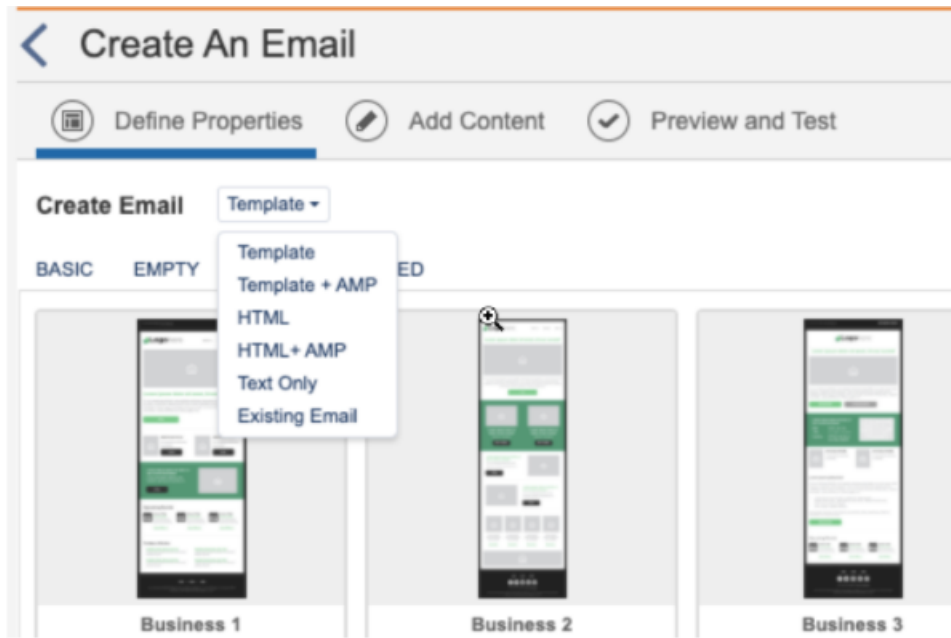 Create An Email
Define Properties Add Content Preview and Test
Create Email Template
BASIC EMPTY ED
Template
Template + AMP
HTML
HTML+ AMP
Text Only
Existing Email
Business 1 Business 2 Business 3